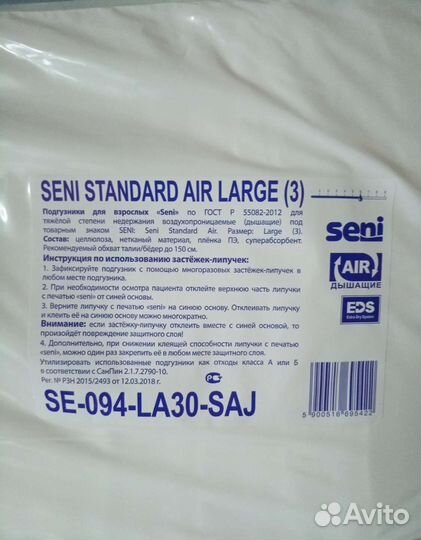 SENI STANDARD AIR LARGE (3)
Подгузники для взрослых «Seni» по ГОСТ Р 55082-2012 для
тяжёлой степени недержания воздухопроницаемые (дышащие) под
товарным знаком SENI: Seni Standard Air. Размер: Large (3).
Состав: целлюлоза, нетканый материал, плёнка ПЭ, суперабсорбент.
Рекомендуемый обхват талии/бёдер до 150 см.
Инструкция по использованию застёжек-липучек:
1. Зафиксируйте подгузник с помощью многоразовых застёжек-липучек в
любом месте подгузника.
2. При необходимости осмотра пациента отклейте верхнюю часть липучки
с печатью «seni» от синей основы.
3. Верните липучку с печатью «seni» на синюю основу. Отклеивать липучку
и клеить её на синюю основу можно многократно.
Внимание: если застёжку-липучку отклеить вместе с синей основой, то
произойдёт повреждение защитного слоя!
4. Дополнительно, при снижении клеящей способности липучки с печатью
«seni», можно один раз закрепить её в любом месте защитного слоя.
Утилизировать использованные подгузники как отходы класса А или Б
в соответствии с СанПин 2.1.7.2790-10.
Рег. № РЗН 2015/2493 от 12.03.2018 г.
SE-094-LA30-SAJ
seni
AIR
ДЫШАЩИЕ
EDS
Extra Dry System
5 900516 695422
Avito